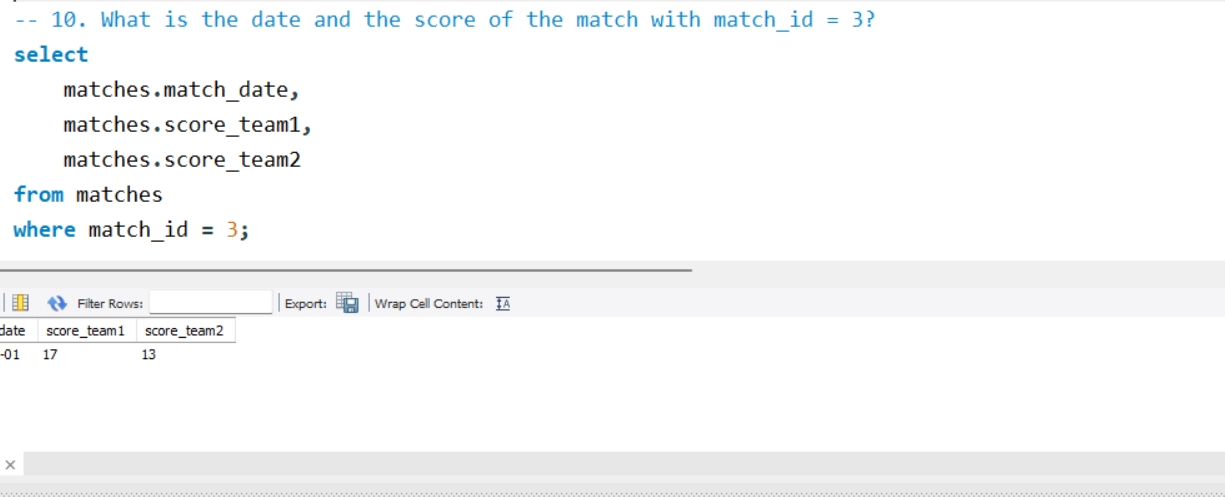 -- 10. What is the date and the score of the match with match_id = 3?
select
matches.match_date,
matches.score_team1,
matches.score_team2
from matches
where match_id = 3;
Filter Rows: Export: Wrap Cell Content:
date score_team1 score_team2
-01 17 13